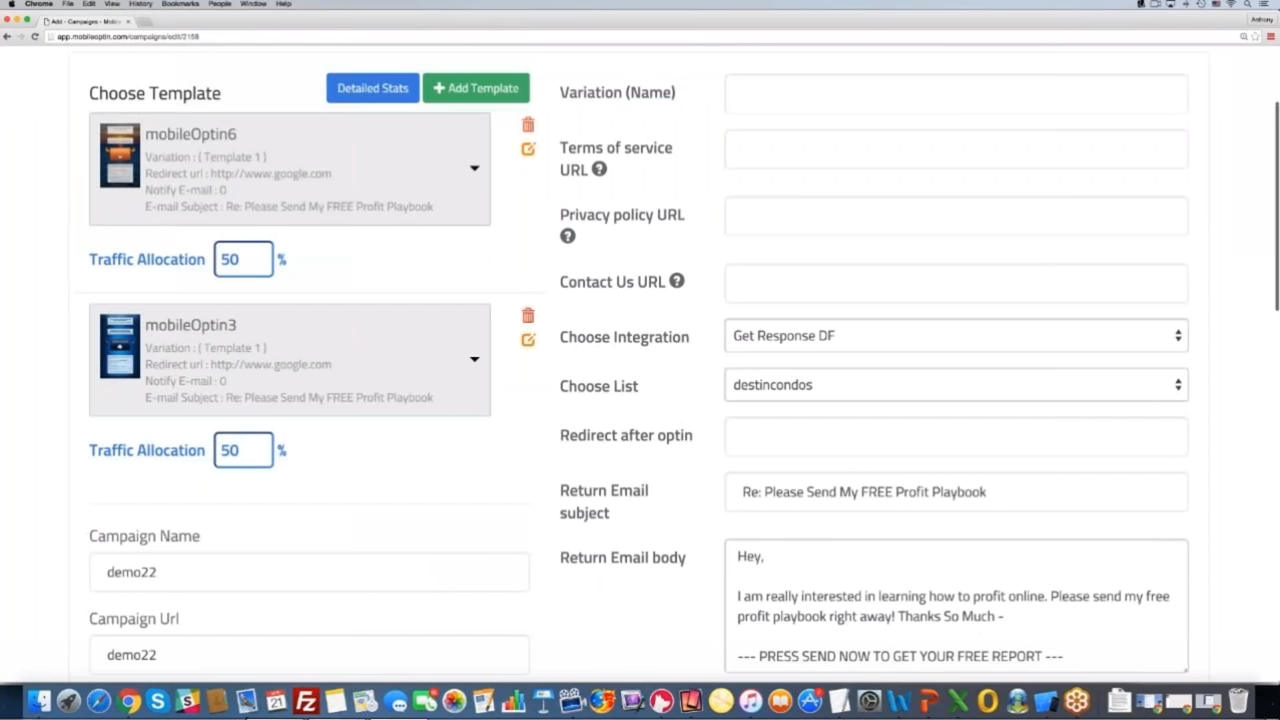 Chrome File Edit View History Bookmarks People Window Help
Add - Campaigns - Mobile
Anthony
app.mobileoptin.com/campaigns/edit/2158
Choose Template
Detailed Stats
Add Template
mobileOptin6
Variation : ( Template 1 )
Redirect url : http://www.google.com
Notify E-mail : 0
E-mail Subject : Re: Please Send My FREE Profit Playbook
Traffic Allocation 50 %
mobileOptin3
Variation : ( Template 1 )
Redirect url : http://www.google.com
Notify E-mail : 0
E-mail Subject : Re: Please Send My FREE Profit Playbook
Traffic Allocation 50 %
Campaign Name
demo22
Campaign Url
demo22
Variation (Name)
Terms of service
URL
Privacy policy URL
Contact Us URL
Choose Integration
Get Response DF
Choose List
destincondos
Redirect after optin
Return Email
subject
Re: Please Send My FREE Profit Playbook
Return Email body
Hey,
I am really interested in learning how to profit online. Please send my free
profit playbook right away! Thanks So Much -
--- PRESS SEND NOW TO GET YOUR FREE REPORT ---